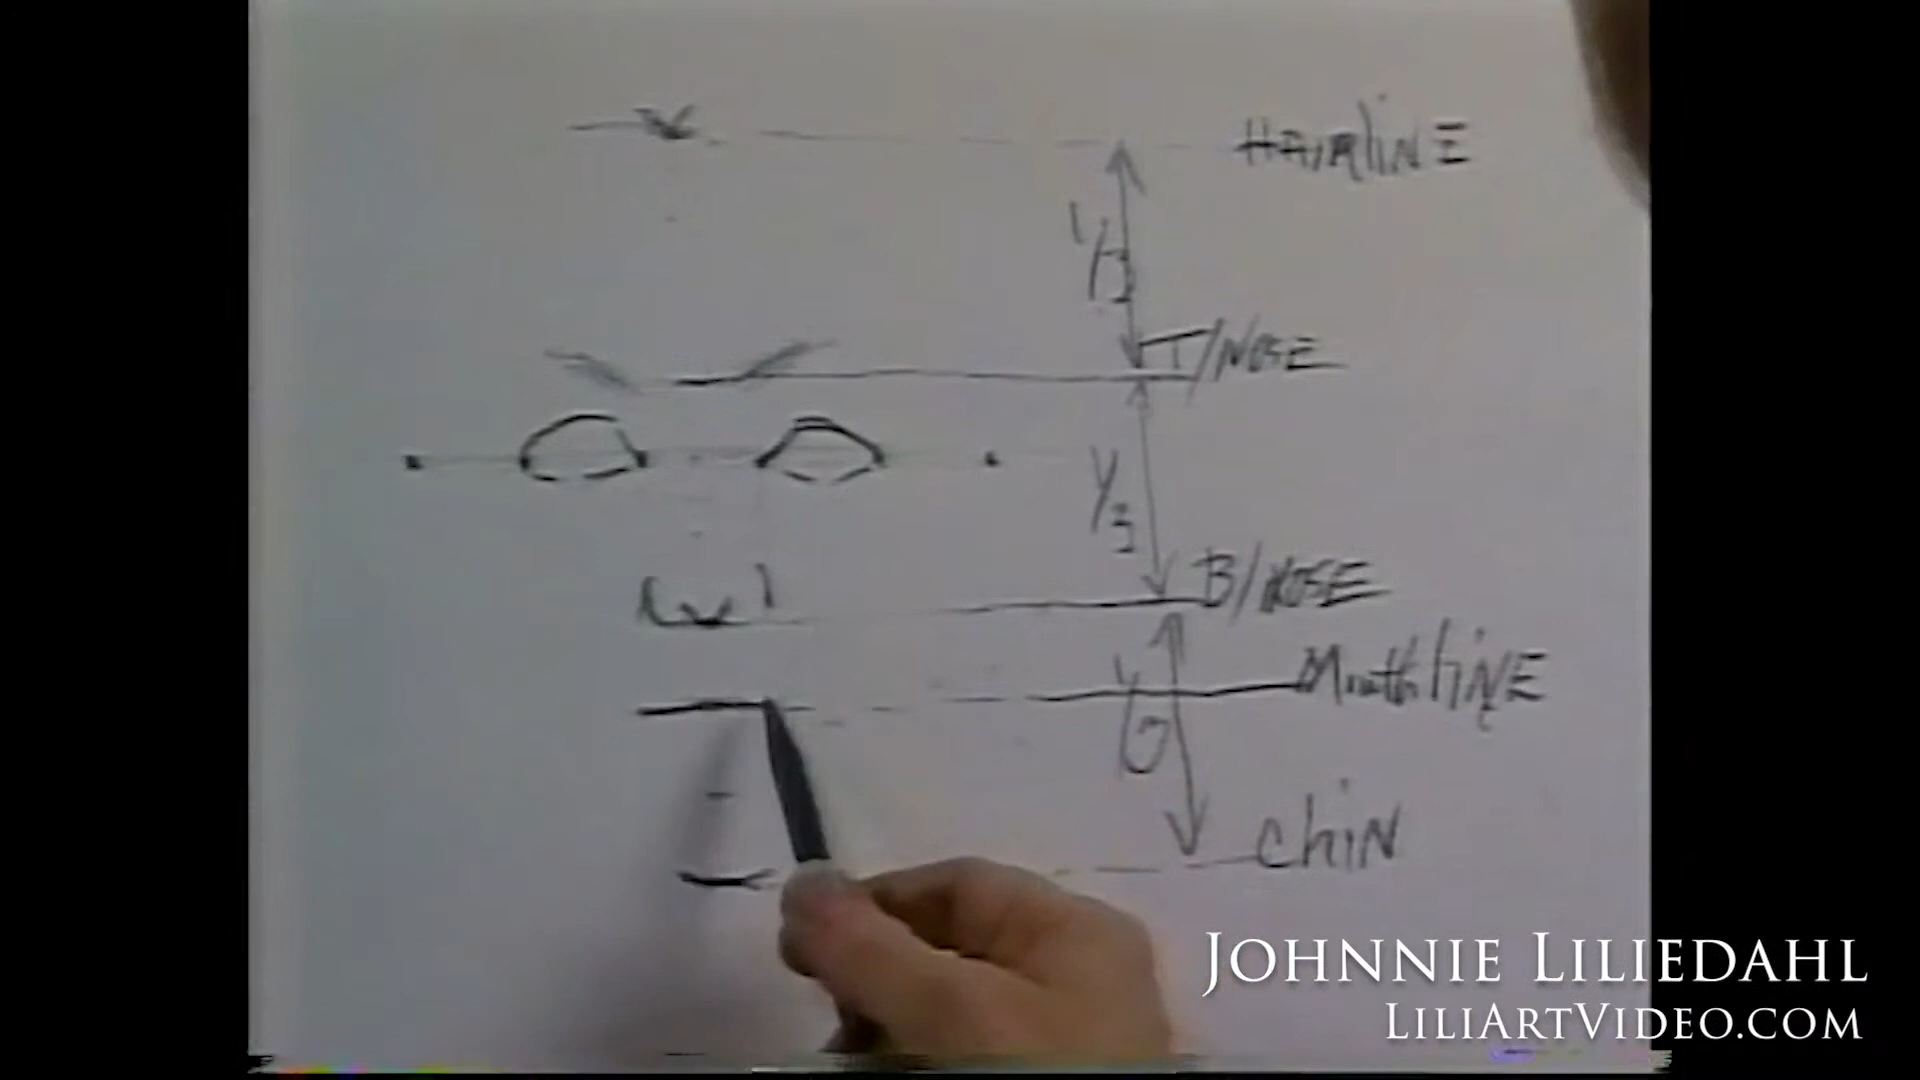 HAIRlINE
1/3
T/NOSE
1/3
B/NOSE
MouthlINE
1/3
ChiN
JOHNNIE LILIEDAHL
LILIARTVIDEO.COM